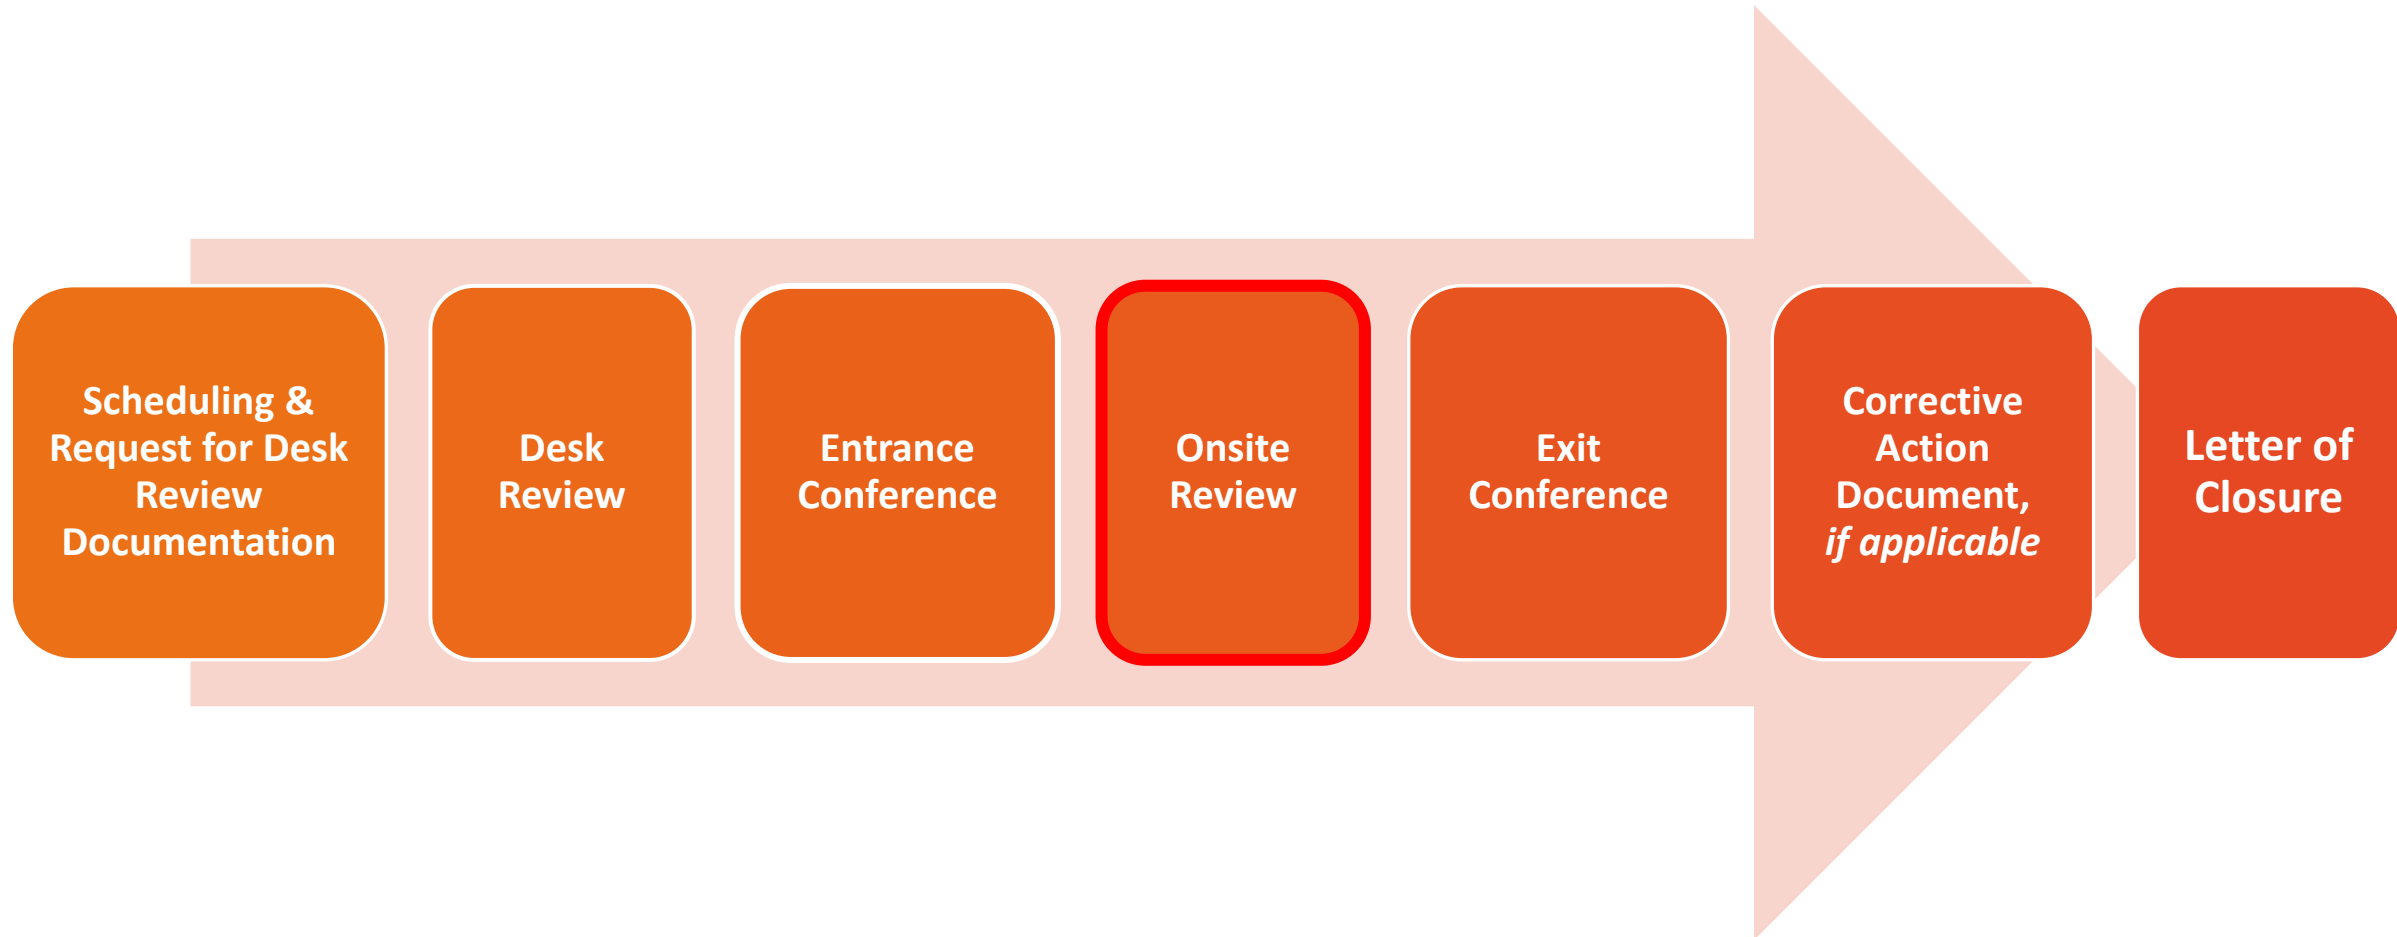 Scheduling &
Request for Desk
Review
Documentation
Desk
Review
Entrance
Conference
Onsite
Review
Exit
Conference
Corrective
Action
Document,
if applicable
Letter of
Closure